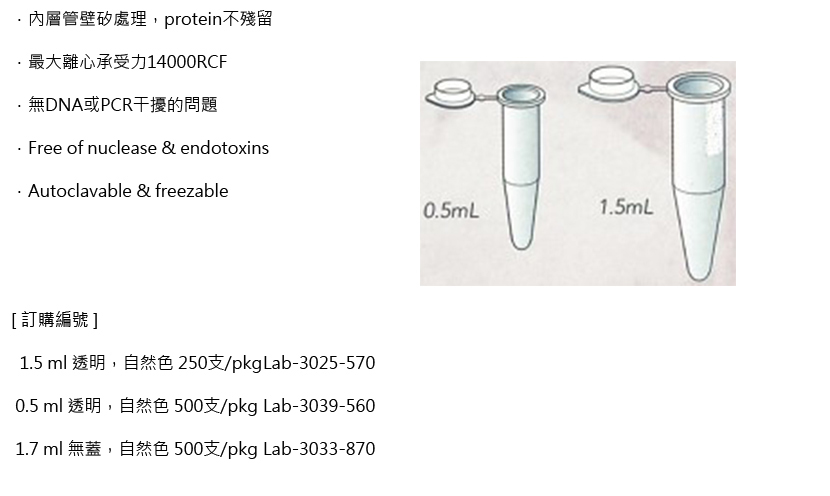 · 內層管壁矽處理，protein不殘留
· 最大離心承受力14000RCF
· 無DNA或PCR干擾的問題
· Free of nuclease & endotoxins
· Autoclavable & freezable
0.5mL
1.5mL
[ 訂購編號 ]
1.5 ml 透明，自然色 250支/pkgLab-3025-570
0.5 ml 透明，自然色 500支/pkg Lab-3039-560
1.7 ml 無蓋，自然色 500支/pkg Lab-3033-870